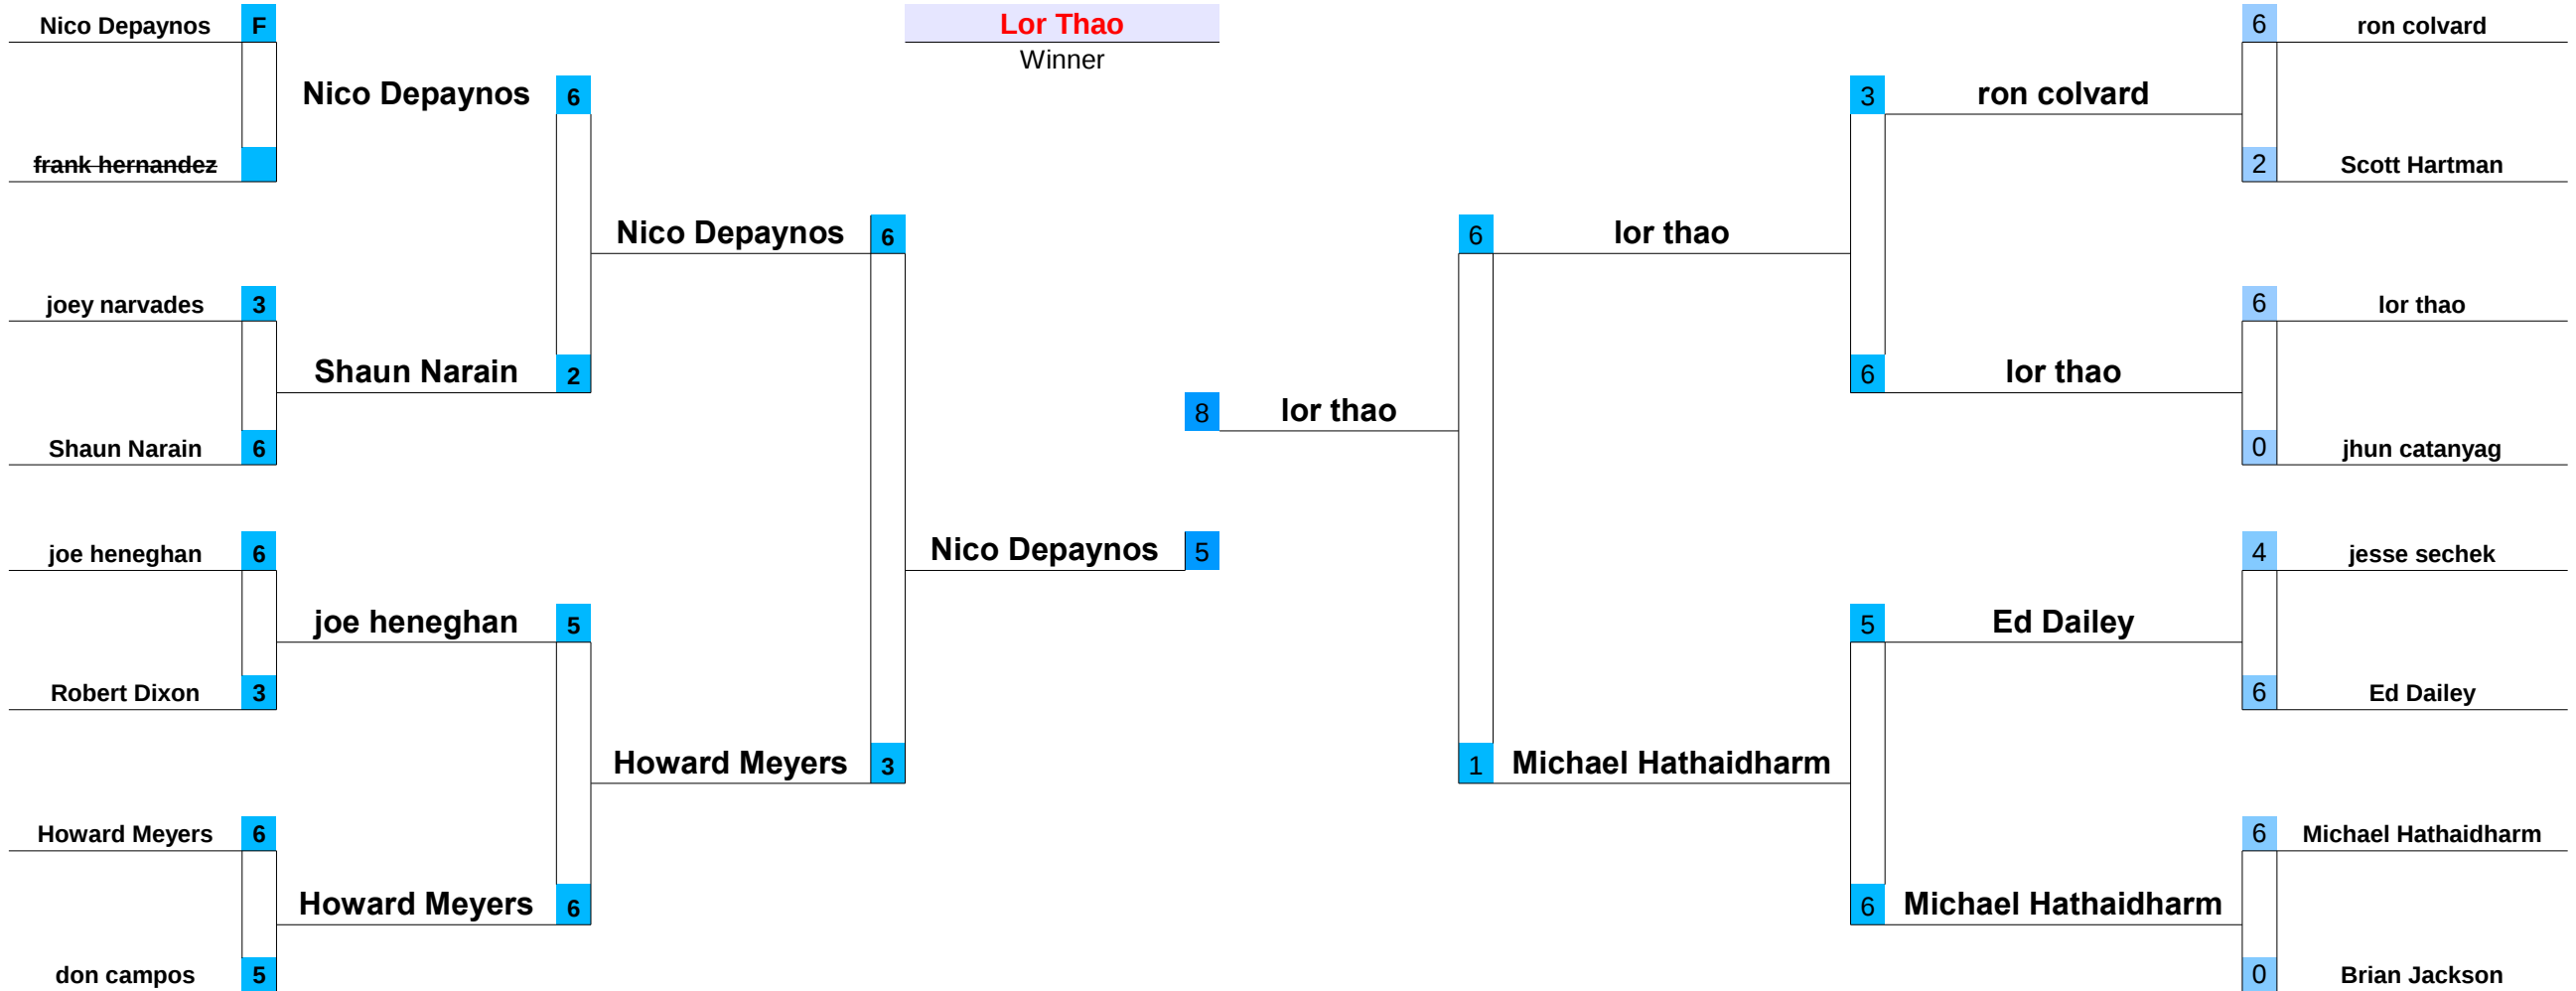 Nico Depaynos F Lor Thao 6 ron colvard
Winner
Nico Depaynos 6 3 ron colvard
frank hernandez 2 Scott Hartman
Nico Depaynos 6 6 lor thao
joey narvades 3 6 lor thao
Shaun Narain 2 6 lor thao
8 lor thao
Shaun Narain 6 0 jhun catanyag
joe heneghan 6 Nico Depaynos 5 4 jesse sechek
joe heneghan 5 5 Ed Dailey
Robert Dixon 3 6 Ed Dailey
Howard Meyers 3 1 Michael Hathaidharm
Howard Meyers 6 6 Michael Hathaidharm
Howard Meyers 6 6 Michael Hathaidharm
don campos 5 0 Brian Jackson